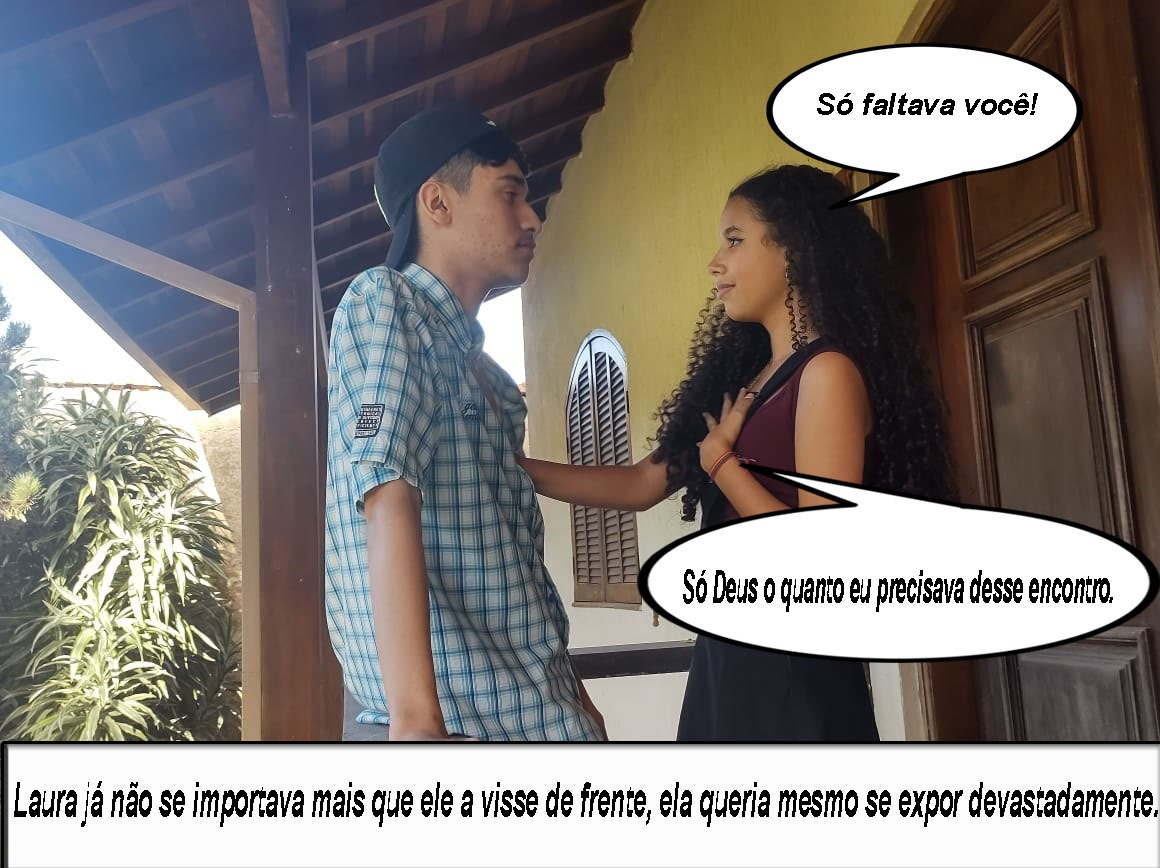 Só faltava você!
Só Deus o quanto eu precisava desse encontro.
Laura já não se importava mais que ele a visse de frente, ela queria mesmo se expor devastadamente.